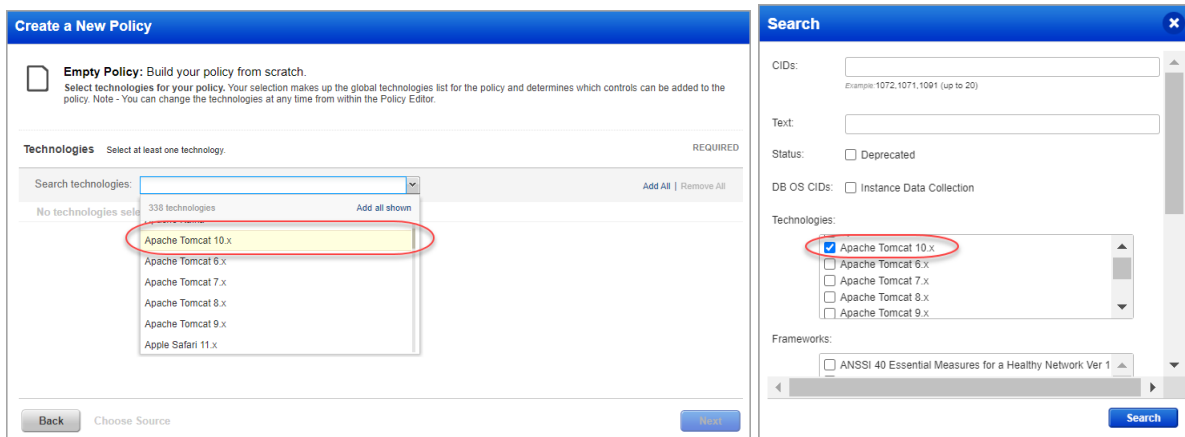 Create a New Policy
Empty Policy: Build your policy from scratch.
Select technologies for your policy. Your selection makes up the global technologies list for the policy and determines which controls can be added to the
policy. Note - You can change the technologies at any time from within the Policy Editor.
Technologies Select at least one technology. REQUIRED
Search technologies: Add All | Remove All
No technologies sele
338 technologies Add all shown
Apache Tomcat 10.x
Apache Tomcat 6.x
Apache Tomcat 7.x
Apache Tomcat 8.x
Apache Tomcat 9.x
Apple Safari 11.x
Back Choose Source Next
Search
CIDs:
Example:1072,1071,1091 (up to 20)
Text:
Status: Deprecated
DB OS CIDs: Instance Data Collection
Technologies:
Apache Tomcat 10.x
Apache Tomcat 6.x
Apache Tomcat 7.x
Apache Tomcat 8.x
Apache Tomcat 9.x
Frameworks:
ANSSI 40 Essential Measures for a Healthy Network Ver 1
Search